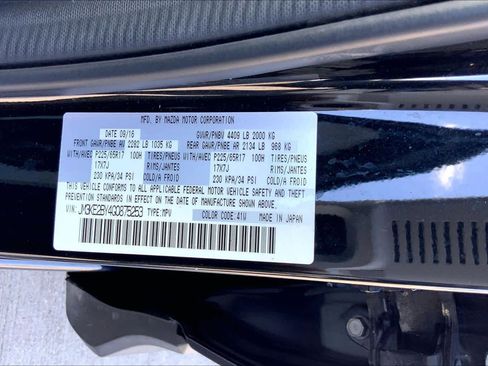 MFD. BY MAZDA MOTOR CORPORATION
DATE 09/16 GVWR/PNBV 4409 LB 2000 KG
FRONT GAWR/PNBE AV 2282 LB 1035 KG REAR GAWR/PNBE AR 2134 LB 968 KG
WITH/AVEC P225/65R17 100H TIRES/PNEUS WITH/AVEC P225/65R17 100H TIRES/PNEUS
17X7J RIMS/JANTES 17X7J RIMS/JANTES
230 KPA/34 PSI COLD/A FROID 230 KPA/34 PSI COLD/A FROID
THIS VEHICLE CONFORMS TO ALL APPLICABLE FEDERAL MOTOR VEHICLE SAFETY AND THEFT
PREVENTION STANDARDS IN EFFECT ON THE DATE OF MANUFACTURE SHOWN ABOVE.
VIN: JM3KE2BY4G0875253 TYPE:MPV COLOR CODE: 41W MADE IN JAPAN